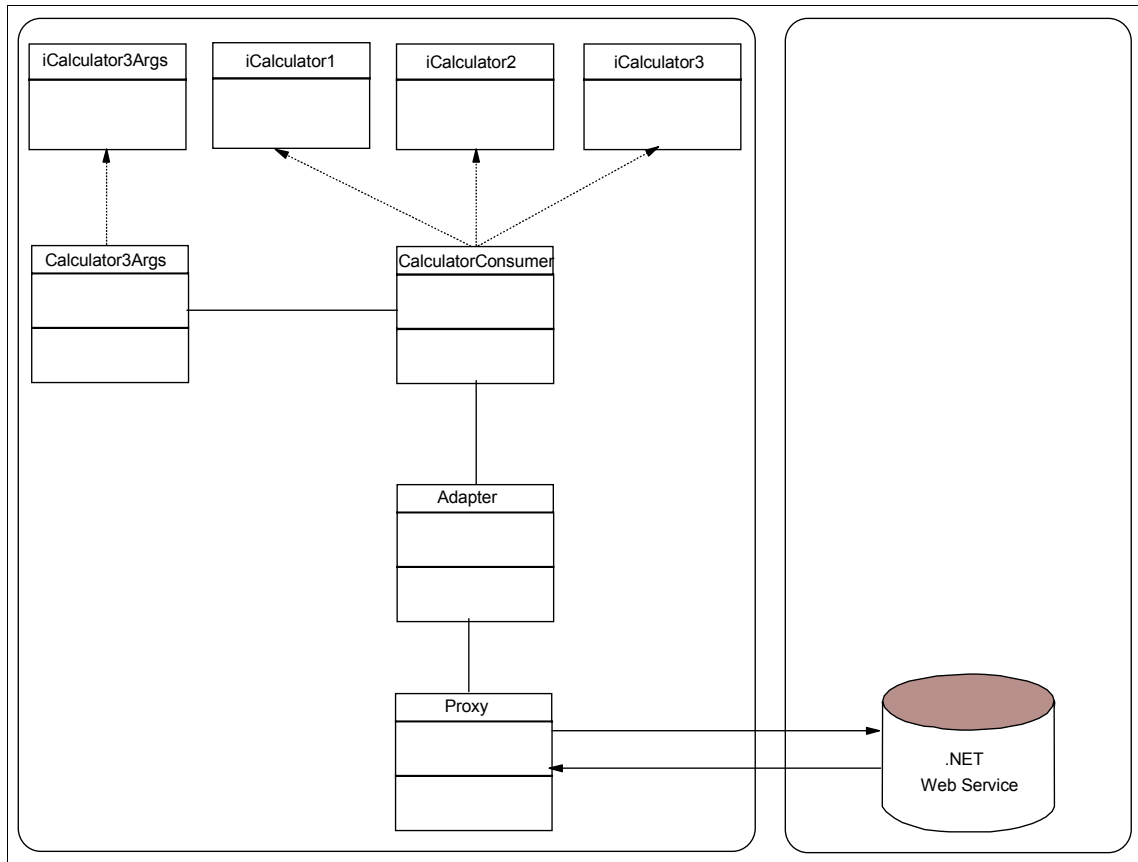 iCalculator3Args
iCalculator1
iCalculator2
iCalculator3
Calculator3Args
CalculatorConsumer
Adapter
Proxy
.NET
Web Service